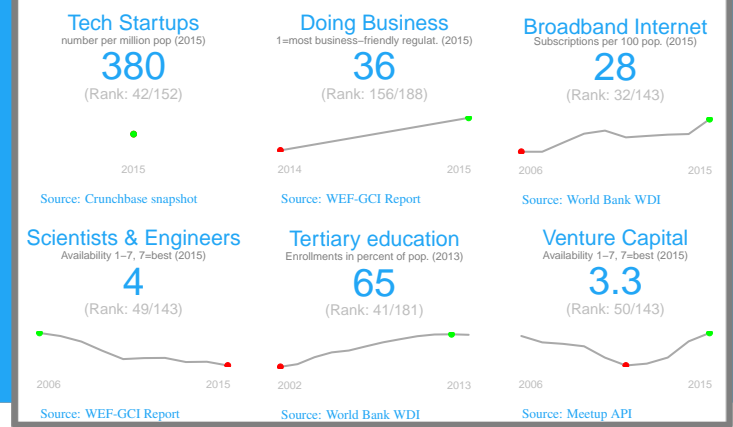 Tech Startups
number per million pop (2015)
380
(Rank: 42/152)
2015
Source: Crunchbase snapshot
Doing Business
1=most business−friendly regulat. (2015)
36
(Rank: 156/188)
2014 2015
Source: WEF-GCI Report
Broadband Internet
Subscriptions per 100 pop. (2015)
28
(Rank: 32/143)
2006 2015
Source: World Bank WDI
Scientists & Engineers
Availability 1−7, 7=best (2015)
4
(Rank: 49/143)
2006 2015
Source: WEF-GCI Report
Tertiary education
Enrollments in percent of pop. (2013)
65
(Rank: 41/181)
2002 2013
Source: World Bank WDI
Venture Capital
Availability 1−7, 7=best (2015)
3.3
(Rank: 50/143)
2006 2015
Source: Meetup API